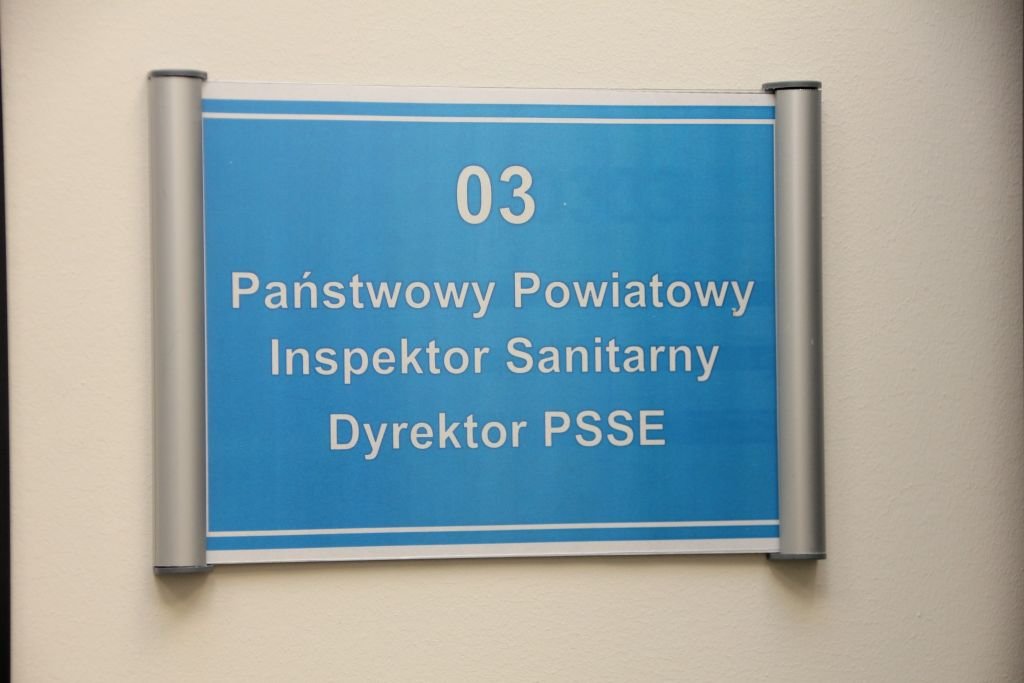 03
Państwowy Powiatowy
Inspektor Sanitarny
Dyrektor PSSE